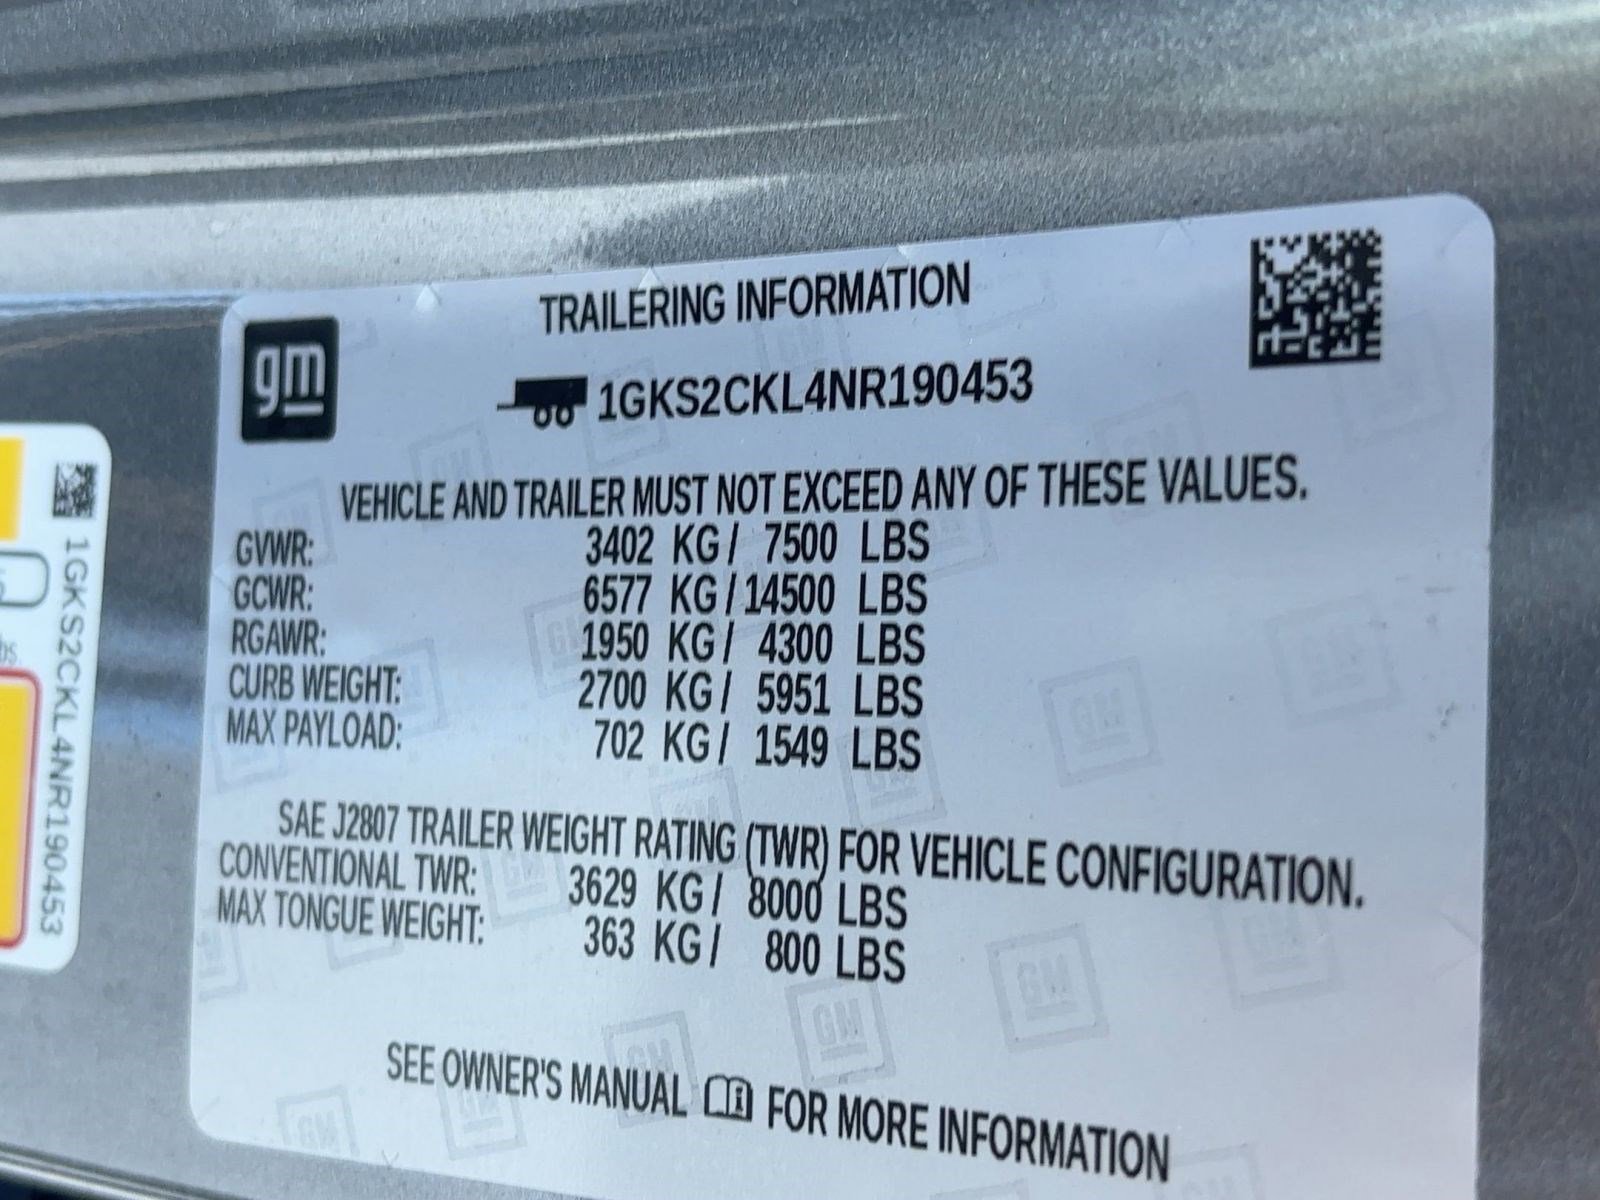 gm
TRAILERING INFORMATION
1GKS2CKL4NR190453
VEHICLE AND TRAILER MUST NOT EXCEED ANY OF THESE VALUES.
GVWR: 3402 KG / 7500 LBS
GCWR: 6577 KG / 14500 LBS
RGAWR: 1950 KG / 4300 LBS
CURB WEIGHT: 2700 KG / 5951 LBS
MAX PAYLOAD: 702 KG / 1549 LBS
SAE J2807 TRAILER WEIGHT RATING (TWR) FOR VEHICLE CONFIGURATION.
CONVENTIONAL TWR: 3629 KG / 8000 LBS
MAX TONGUE WEIGHT: 363 KG / 800 LBS
SEE OWNER'S MANUAL FOR MORE INFORMATION
1GKS2CKL4NR190453